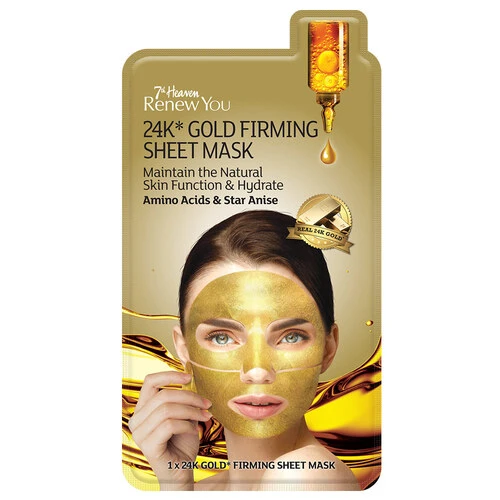 7th Heaven
Renew You
24K* GOLD FIRMING
SHEET MASK
Maintain the Natural
Skin Function & Hydrate
Amino Acids & Star Anise
REAL 24K GOLD*
1 x 24K GOLD* FIRMING SHEET MASK